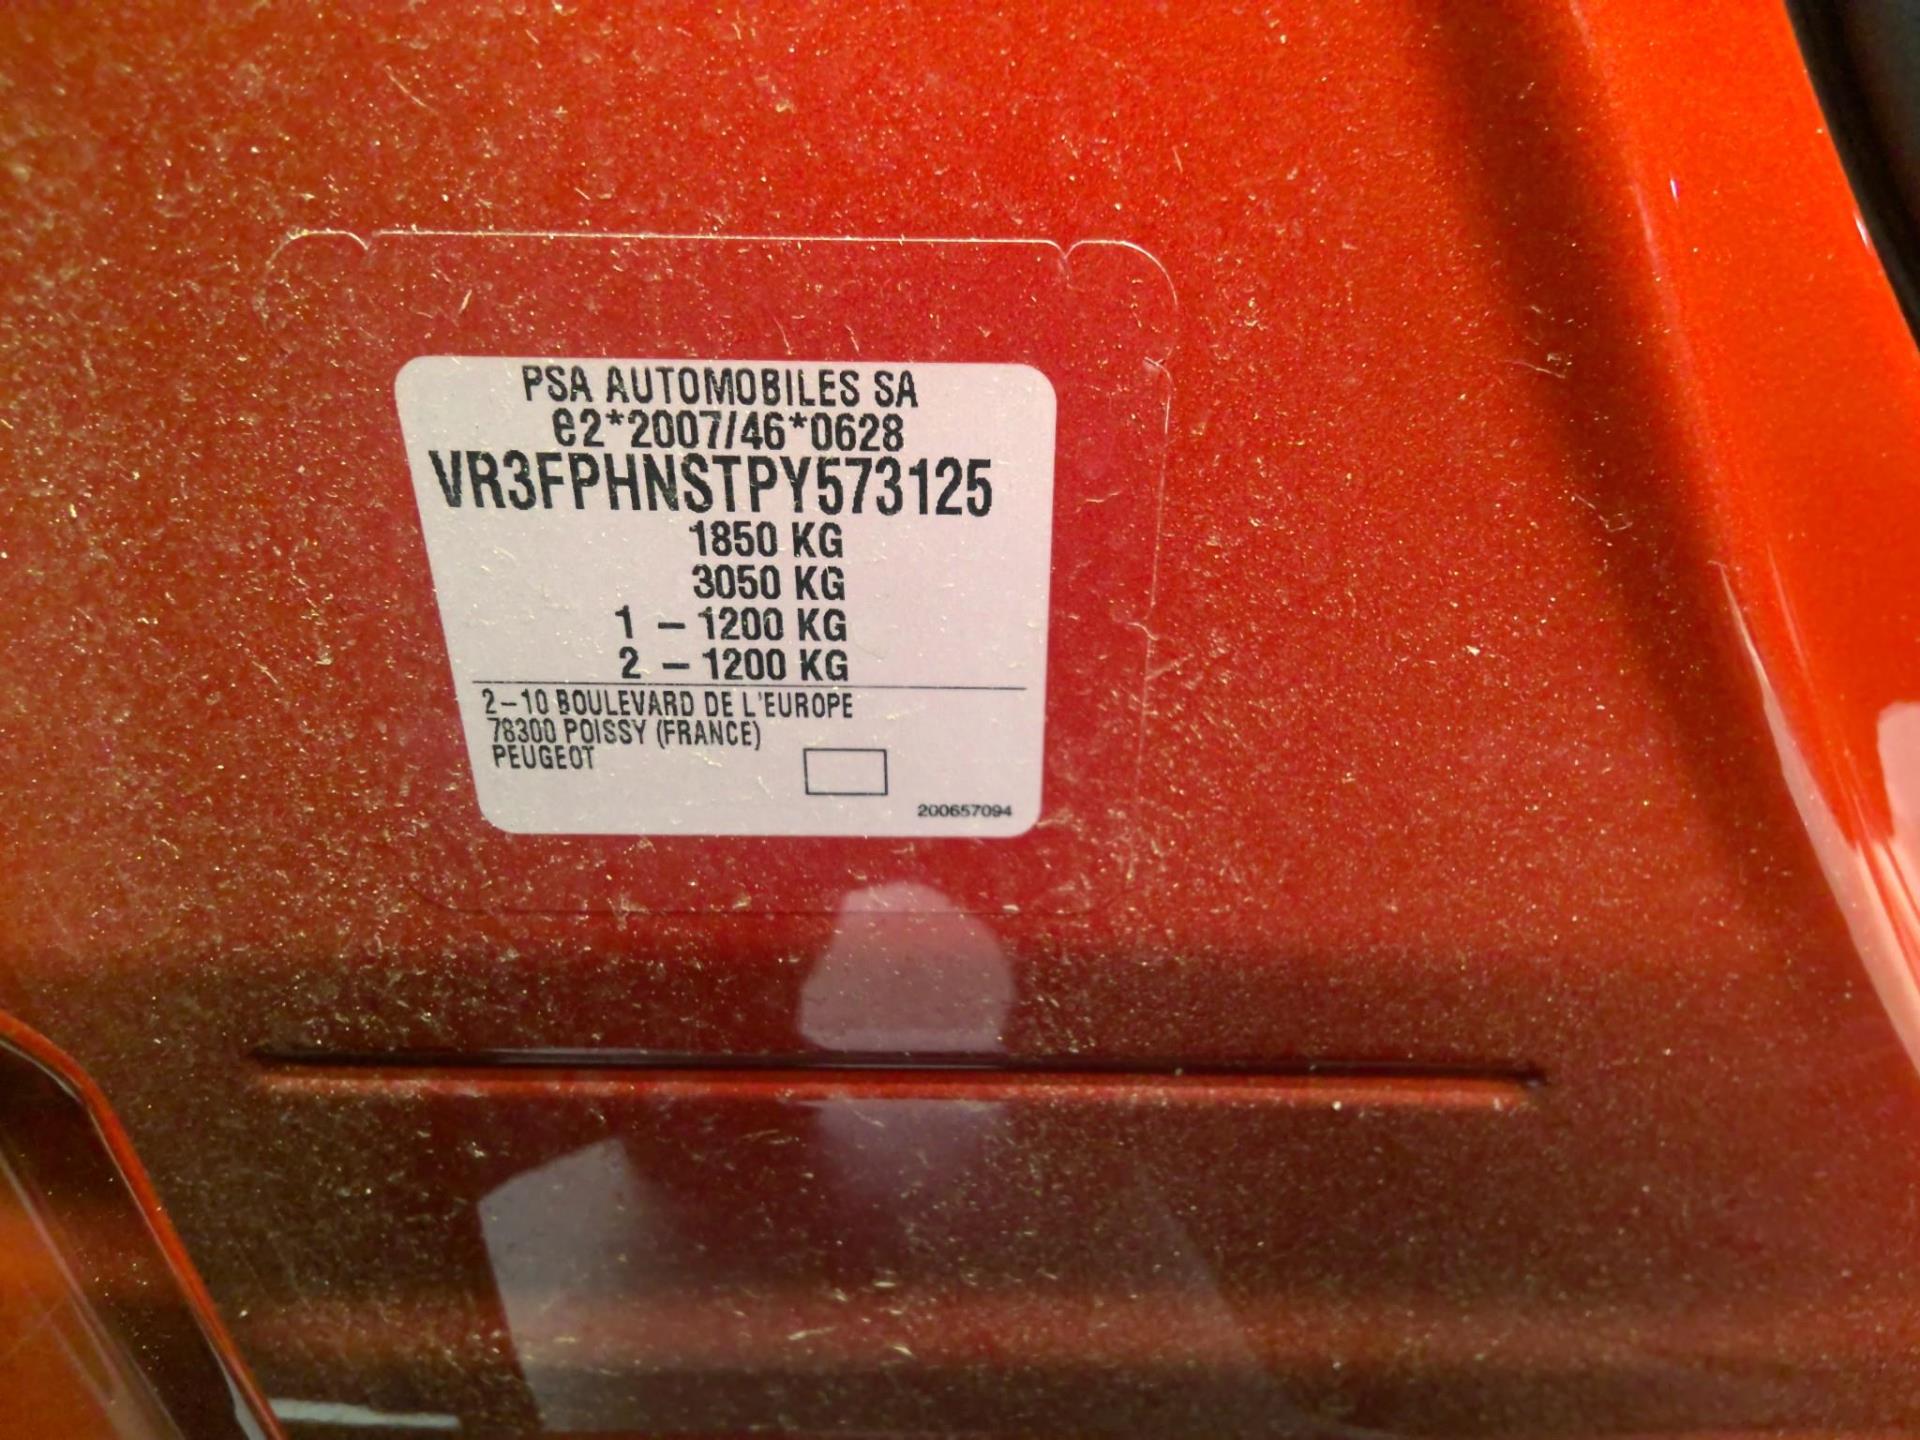 PSA AUTOMOBILES SA
e2*2007/46*0628
VR3FPHNSTPY573125
1850 KG
3050 KG
1 – 1200 KG
2 – 1200 KG
2–10 BOULEVARD DE L'EUROPE
78300 POISSY (FRANCE)
PEUGEOT
200657094